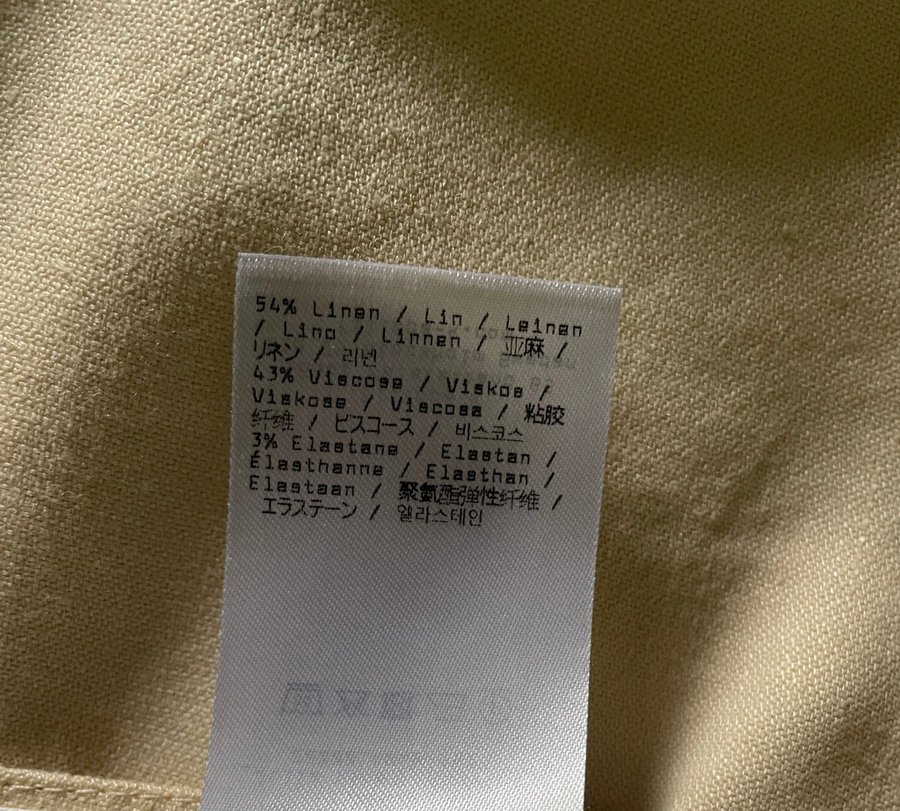 54% Linen / Lin / Leinen
/ Lino / Linnen / 亚麻 /
リネン / 리넨
43% Viscose / Viskos /
Viskose / Viscosa / 粘胶
纤维 / ビスコース / 비스코스
3% Elastane / Elastan /
Élasthanne / Elasthan /
Elastaan / 聚氨酯弹性纤维 /
エラステーン / 엘라스테인